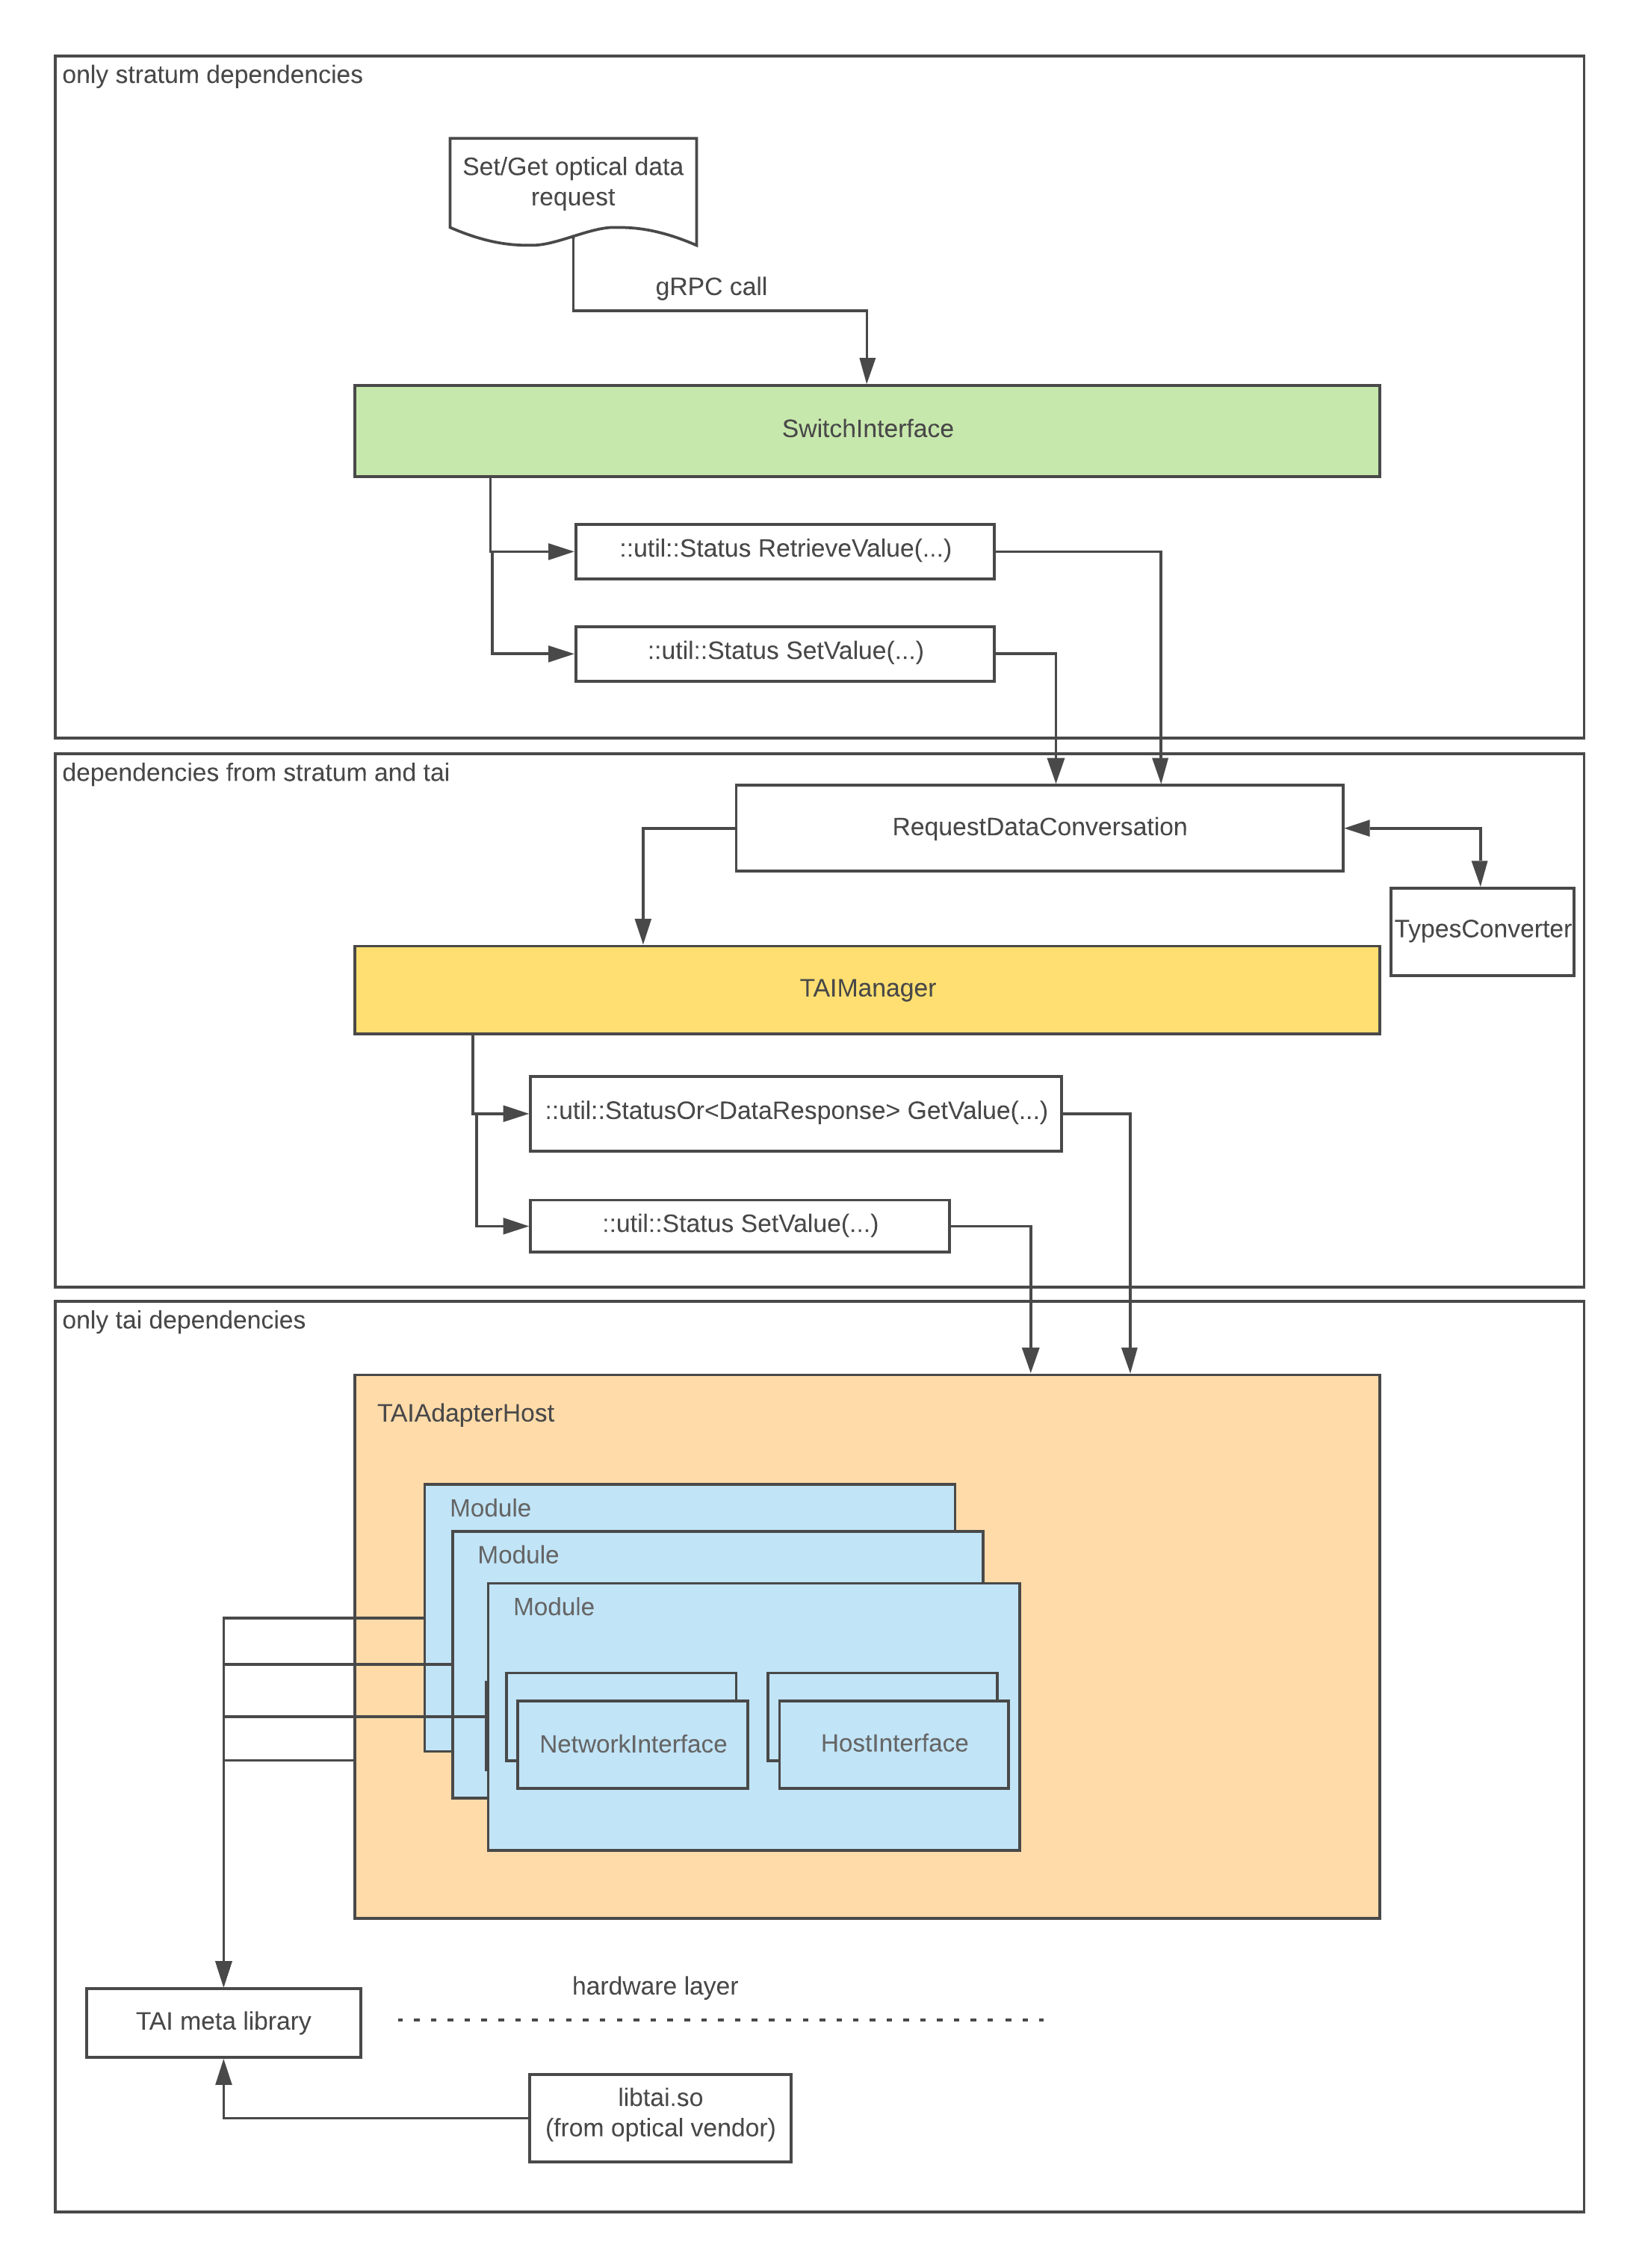 only stratum dependencies
Set/Get optical data
request
gRPC call
SwitchInterface
::util::Status RetrieveValue(...)
::util::Status SetValue(...)
dependencies from stratum and tai
RequestDataConversation
TypesConverter
TAIManager
::util::StatusOr<DataResponse> GetValue(...)
::util::Status SetValue(...)
only tai dependencies
TAIAdapterHost
Module
Module
Module
NetworkInterface
HostInterface
hardware layer
TAI meta library
libtai.so
(from optical vendor)